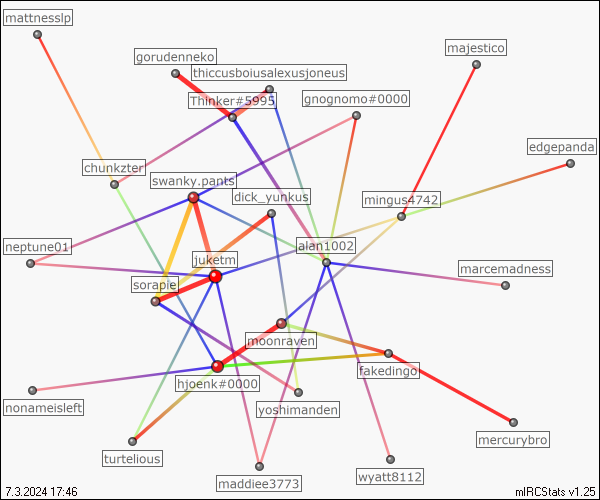 mattnesslp
majestico
gorudenneko
thiccusboiusalexusjoneus
Thinker#5995
gnognomo#0000
edgepanda
chunkzter
swanky.pants
dick_yunkus
mingus4742
neptune01
alan1002
juketm
marcemadness
sorapie
moonraven
fakedingo
hjoenk#0000
nonameisleft
yoshimanden
mercurybro
turtelious
maddiee3773
wyatt8112
7.3.2024 17:46
mIRCStats v1.25